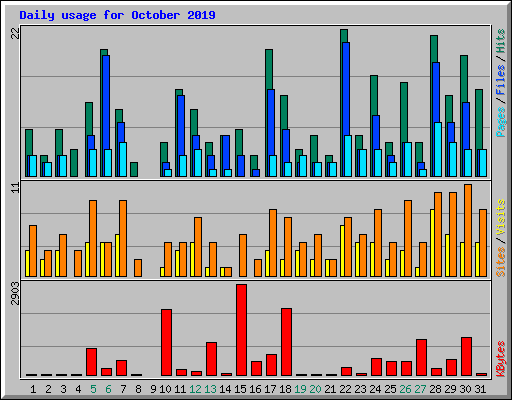 Daily usage for October 2019
22
Pages / Files / Hits
11
Sites / Visits
2903
KBytes
1 2 3 4 5 6 7 8 9 10 11 12 13 14 15 16 17 18 19 20 21 22 23 24 25 26 27 28 29 30 31